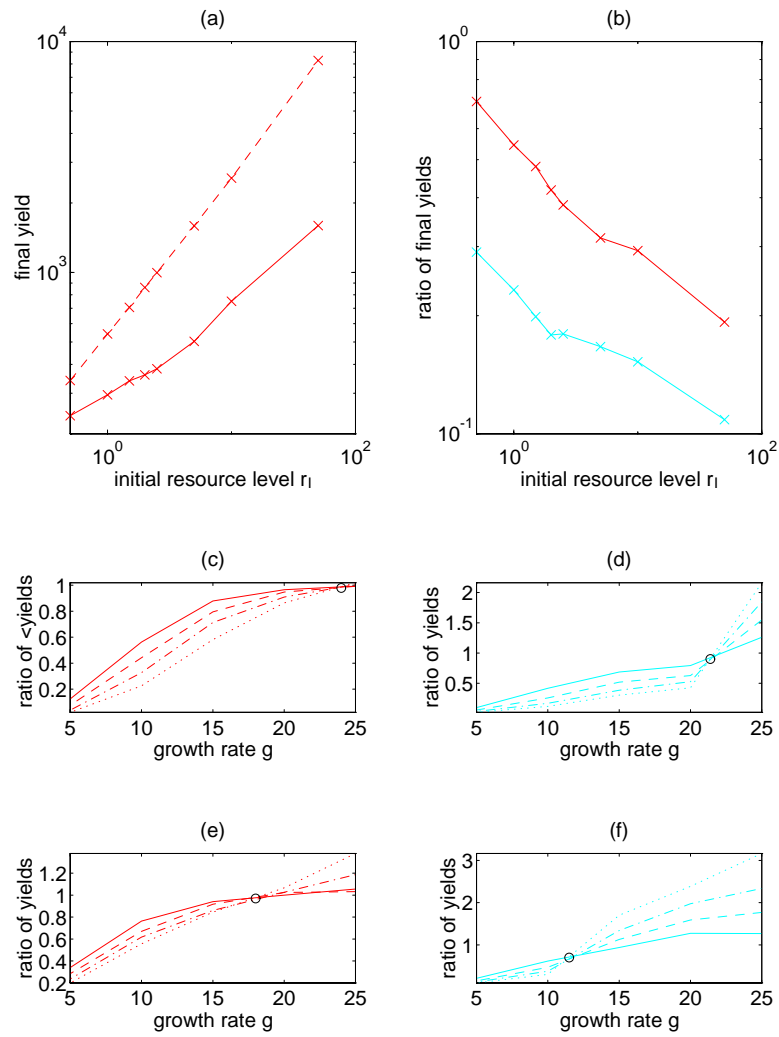 (a)
(b)
10^4
10^3
final yield
10^0
10^2
initial resource level r_I
10^0
10^-1
ratio of final yields
10^0
10^2
initial resource level r_I
(c)
(d)
1
0.8
0.6
0.4
0.2
ratio of <yields
5 10 15 20 25
growth rate g
2
1.5
1
0.5
ratio of yields
5 10 15 20 25
growth rate g
(e)
(f)
1.2
1
0.8
0.6
0.4
0.2
ratio of yields
5 10 15 20 25
growth rate g
3
2
1
ratio of yields
5 10 15 20 25
growth rate g